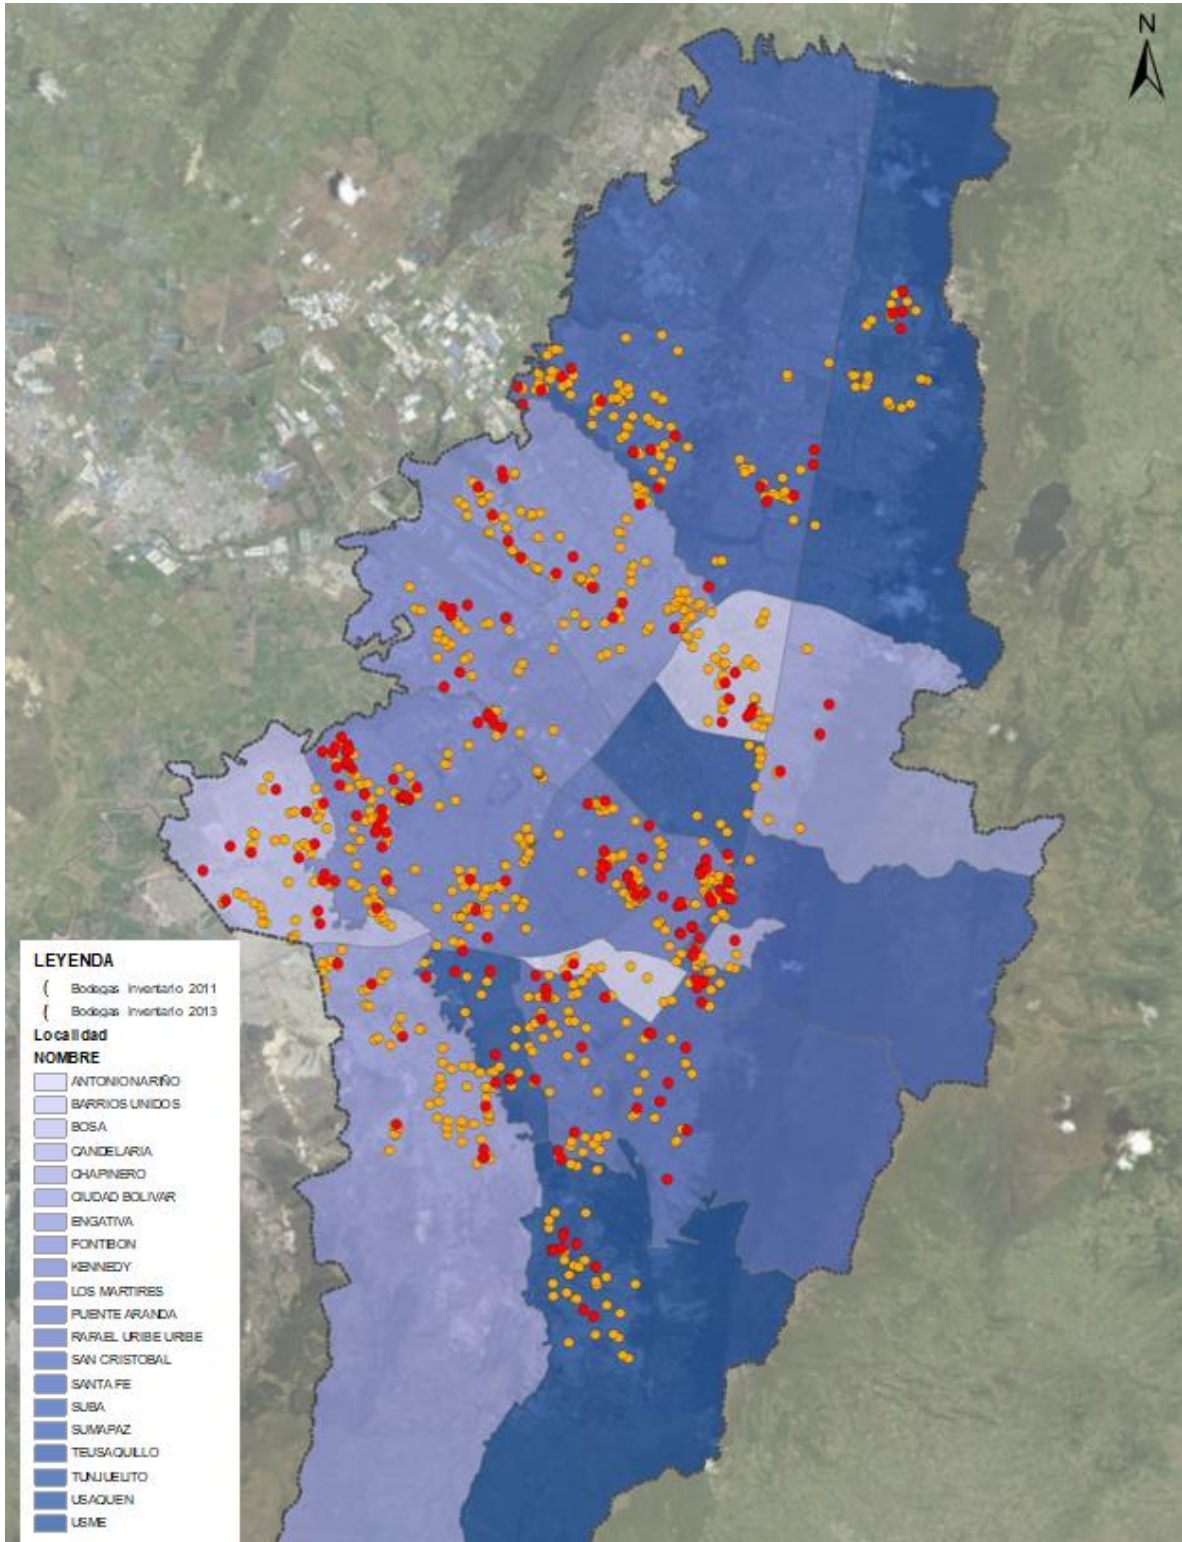 N
LEYENDA
( Bodegas Inventario 2011
( Bodegas Inventario 2013
Localidad
NOMBRE
ANTONIO NARIÑO
BARRIOS UNIDOS
BOSA
CANDELARIA
CHAPINERO
CIUDAD BOLIVAR
ENGATIVA
FONTIBON
KENNEDY
LOS MARTIRES
PUENTE ARANDA
RAFAEL URIBE URIBE
SAN CRISTOBAL
SANTA FE
SUBA
SUMAPAZ
TEUSAQUILLO
TUNJUELITO
USAQUEN
USME